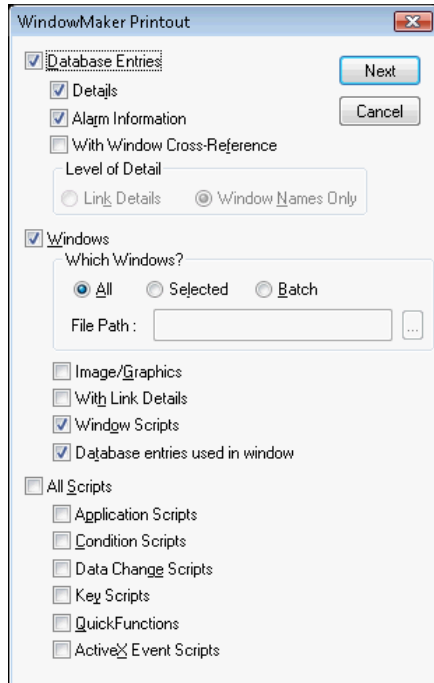 WindowMaker Printout
Database Entries
Next
Details
Alarm Information
Cancel
With Window Cross-Reference
Level of Detail
Link Details Window Names Only
Windows
Which Windows?
All Selected Batch
File Path : ...
Image/Graphics
With Link Details
Window Scripts
Database entries used in window
All Scripts
Application Scripts
Condition Scripts
Data Change Scripts
Key Scripts
QuickFunctions
ActiveX Event Scripts